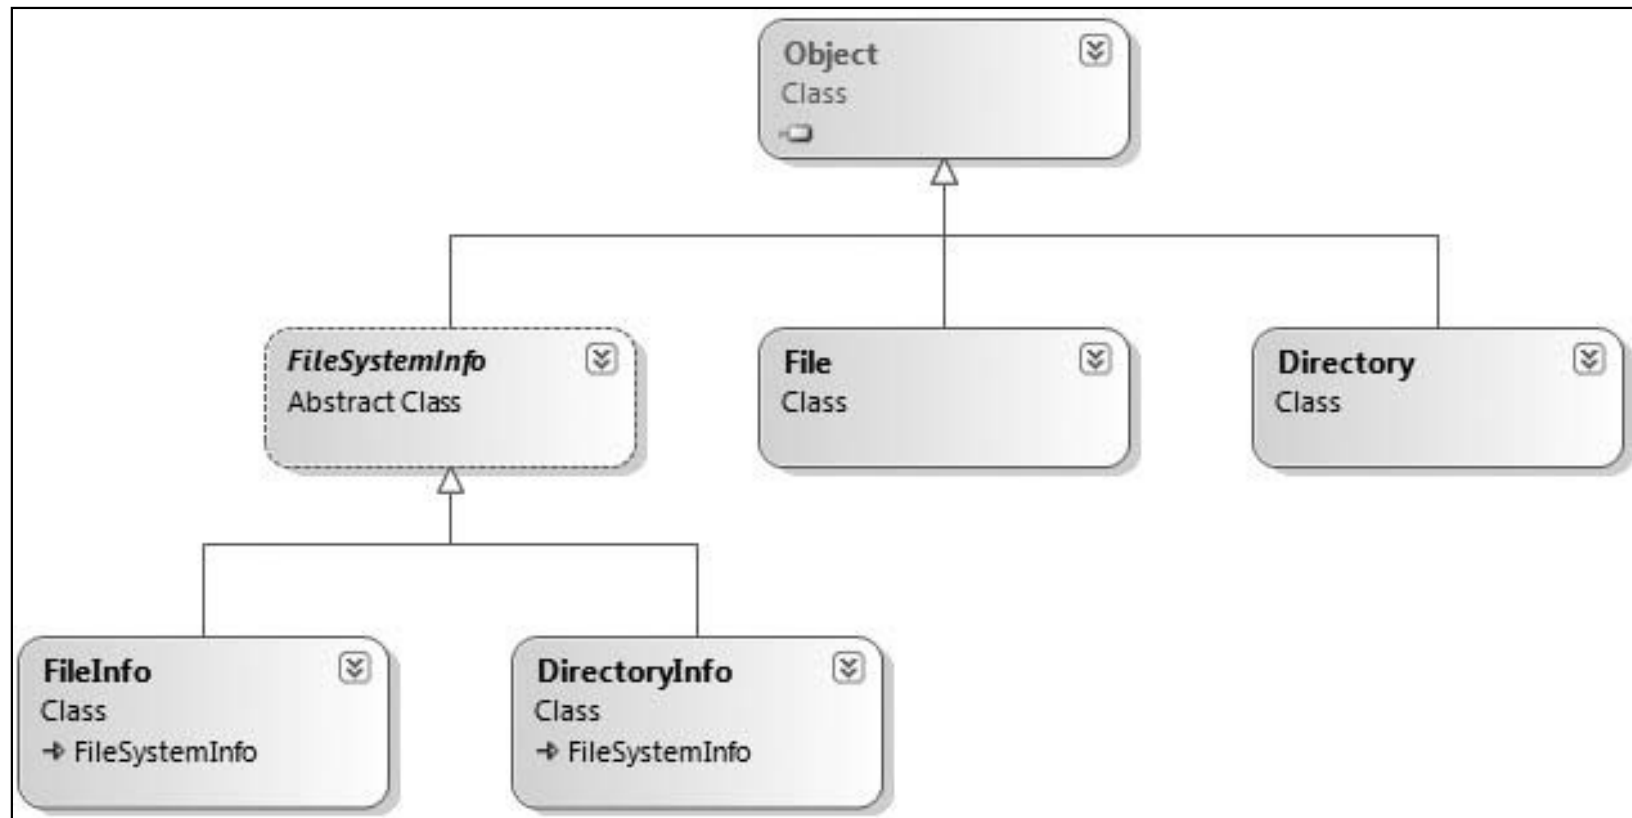 Object
Class
FileSystemInfo
Abstract Class
File
Class
Directory
Class
FileInfo
Class
FileSystemInfo
DirectoryInfo
Class
FileSystemInfo